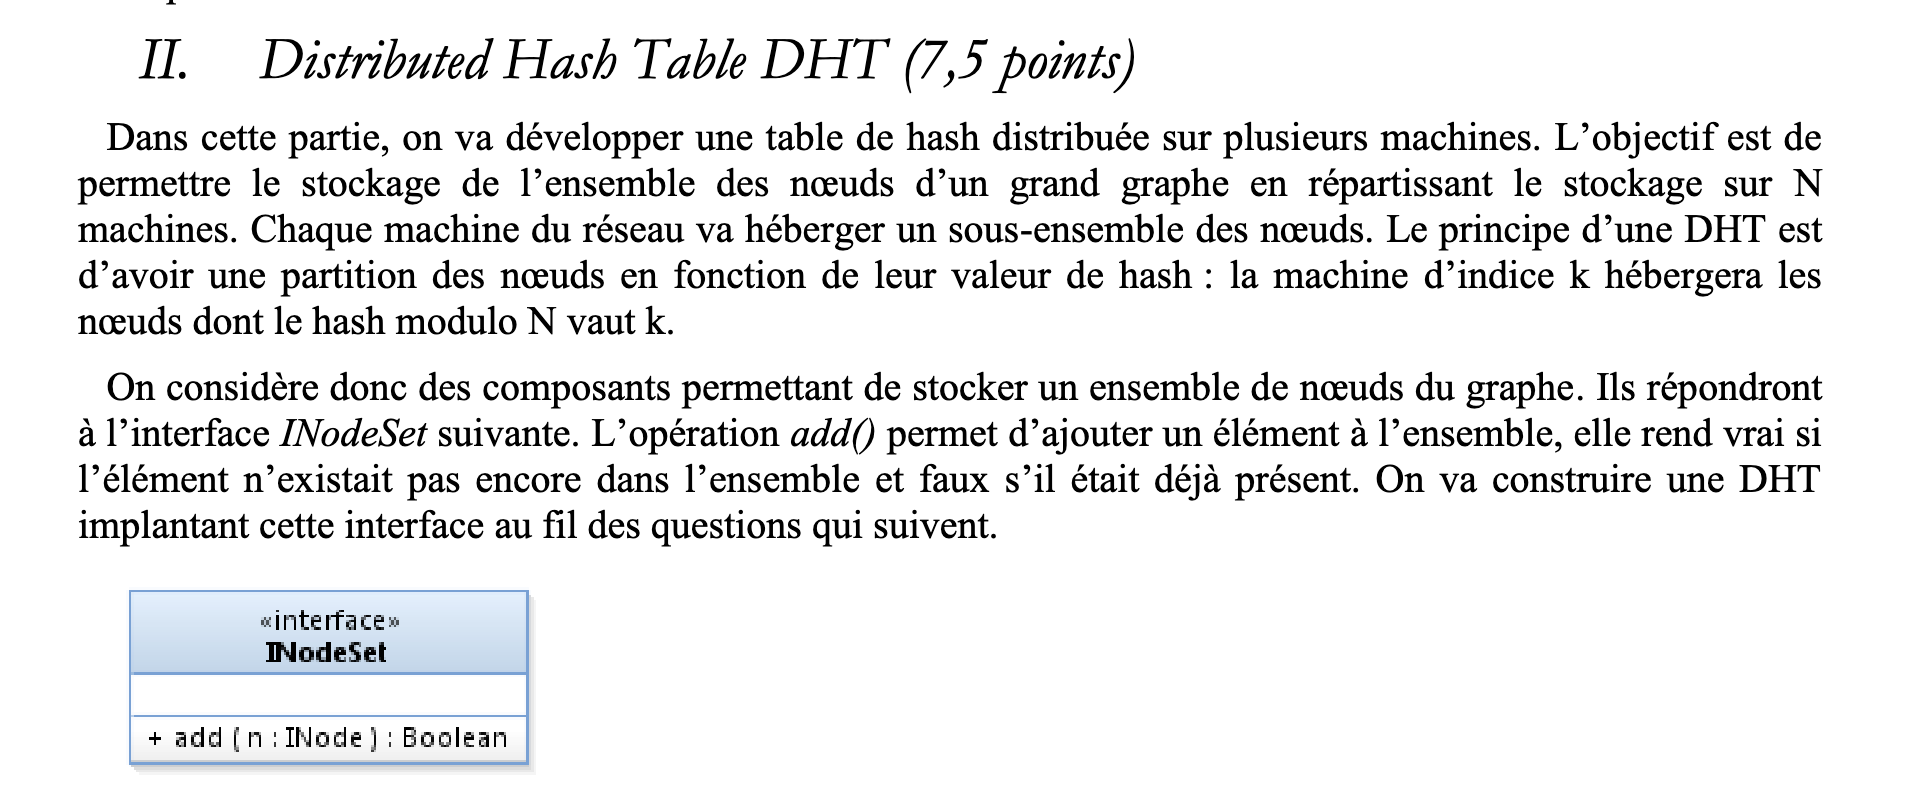 II. Distributed Hash Table DHT (7,5 points)
Dans cette partie, on va développer une table de hash distribuée sur plusieurs machines. L’objectif est de
permettre le stockage de l’ensemble des nœuds d’un grand graphe en répartissant le stockage sur N
machines. Chaque machine du réseau va héberger un sous-ensemble des nœuds. Le principe d’une DHT est
d’avoir une partition des nœuds en fonction de leur valeur de hash : la machine d’indice k hébergera les
nœuds dont le hash modulo N vaut k.
On considère donc des composants permettant de stocker un ensemble de nœuds du graphe. Ils répondront
à l’interface INodeSet suivante. L’opération add() permet d’ajouter un élément à l’ensemble, elle rend vrai si
l’élément n’existait pas encore dans l’ensemble et faux s’il était déjà présent. On va construire une DHT
implantant cette interface au fil des questions qui suivent.
«interface»
INodeSet
+ add ( n : INode ) : Boolean